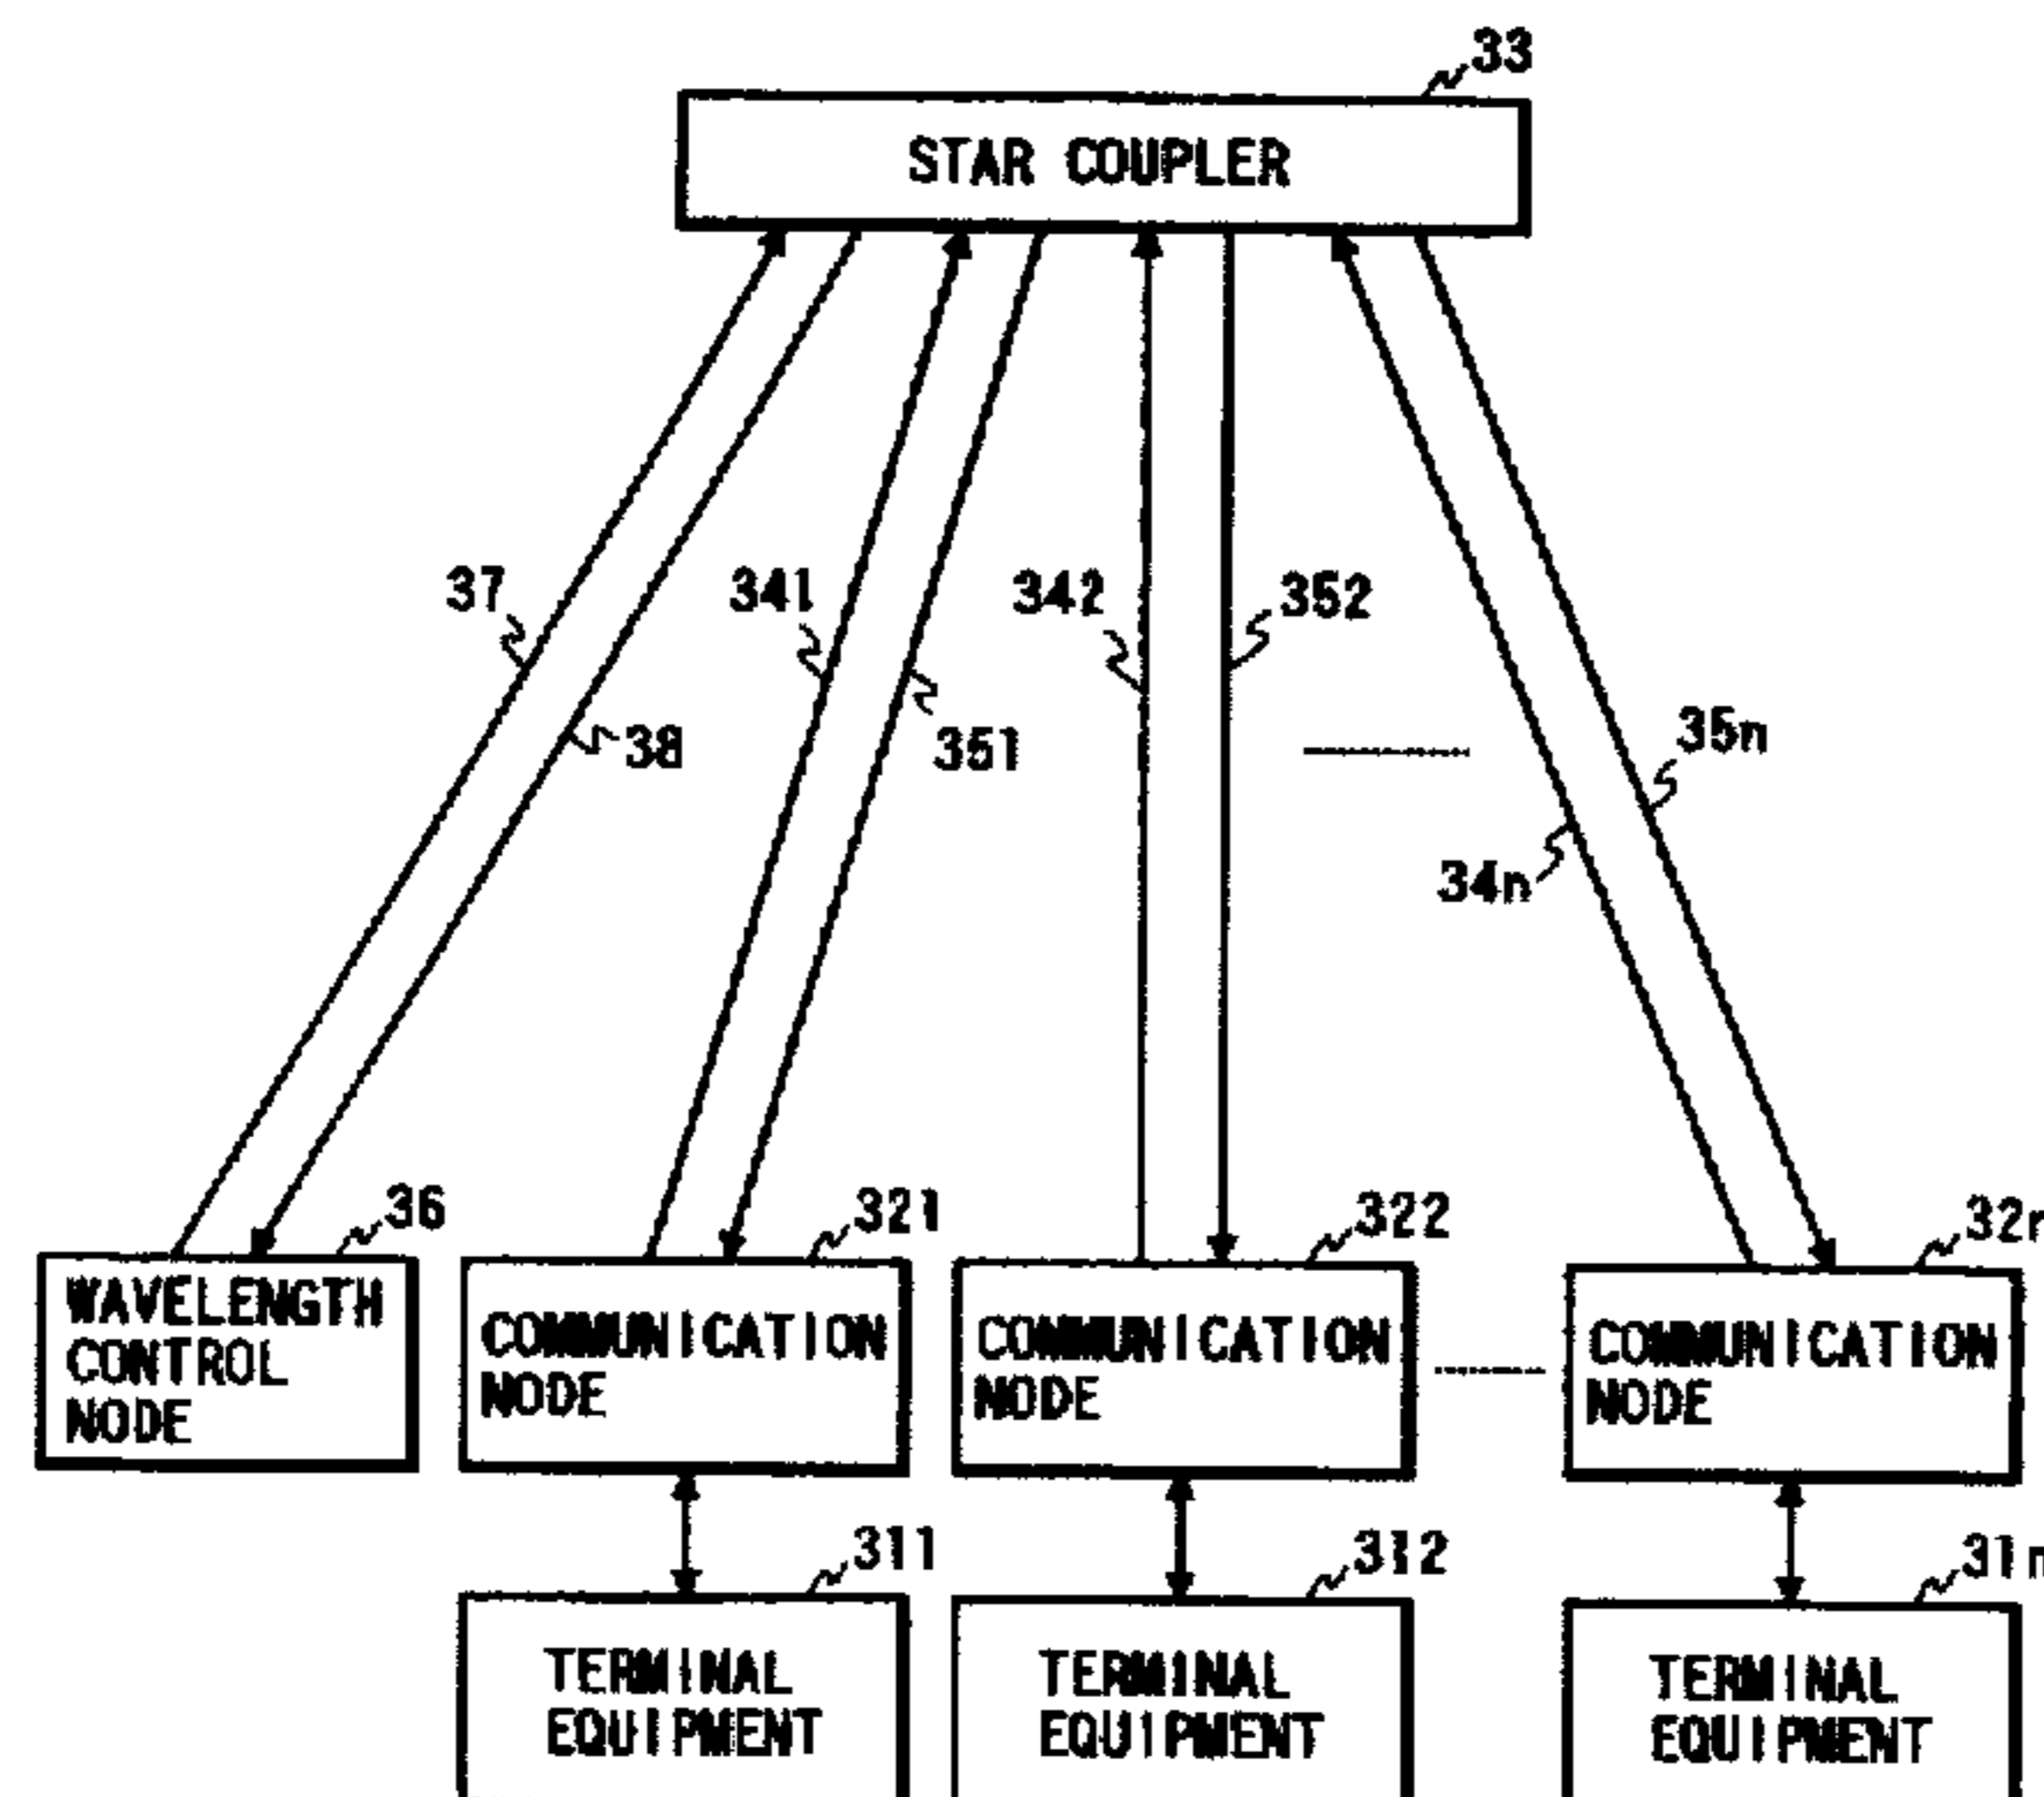 33
STAR COUPLER
37
341
342
352
38
351
35n
34n
36
321
322
32n
WAVELENGTH
CONTROL
NODE
COMMUNICATION
NODE
COMMUNICATION
NODE
COMMUNICATION
NODE
311
312
31n
TERMINAL
EQUIPMENT
TERMINAL
EQUIPMENT
TERMINAL
EQUIPMENT